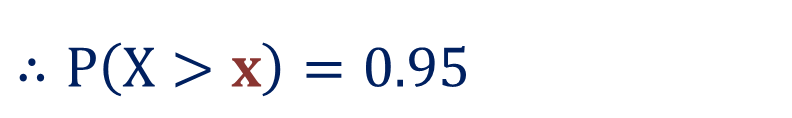 ∴ P(X > x) = 0.95